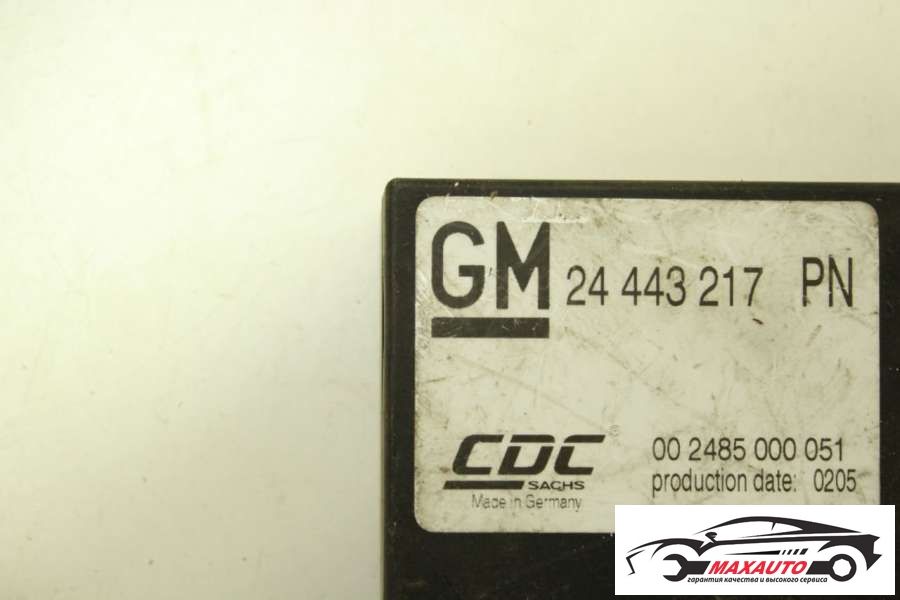 GM 24 443 217 PN
CDC
SACHS
Made in Germany
00 2485 000 051
production date: 0205
MAXAUTO
гарантия качества и высокого сервиса